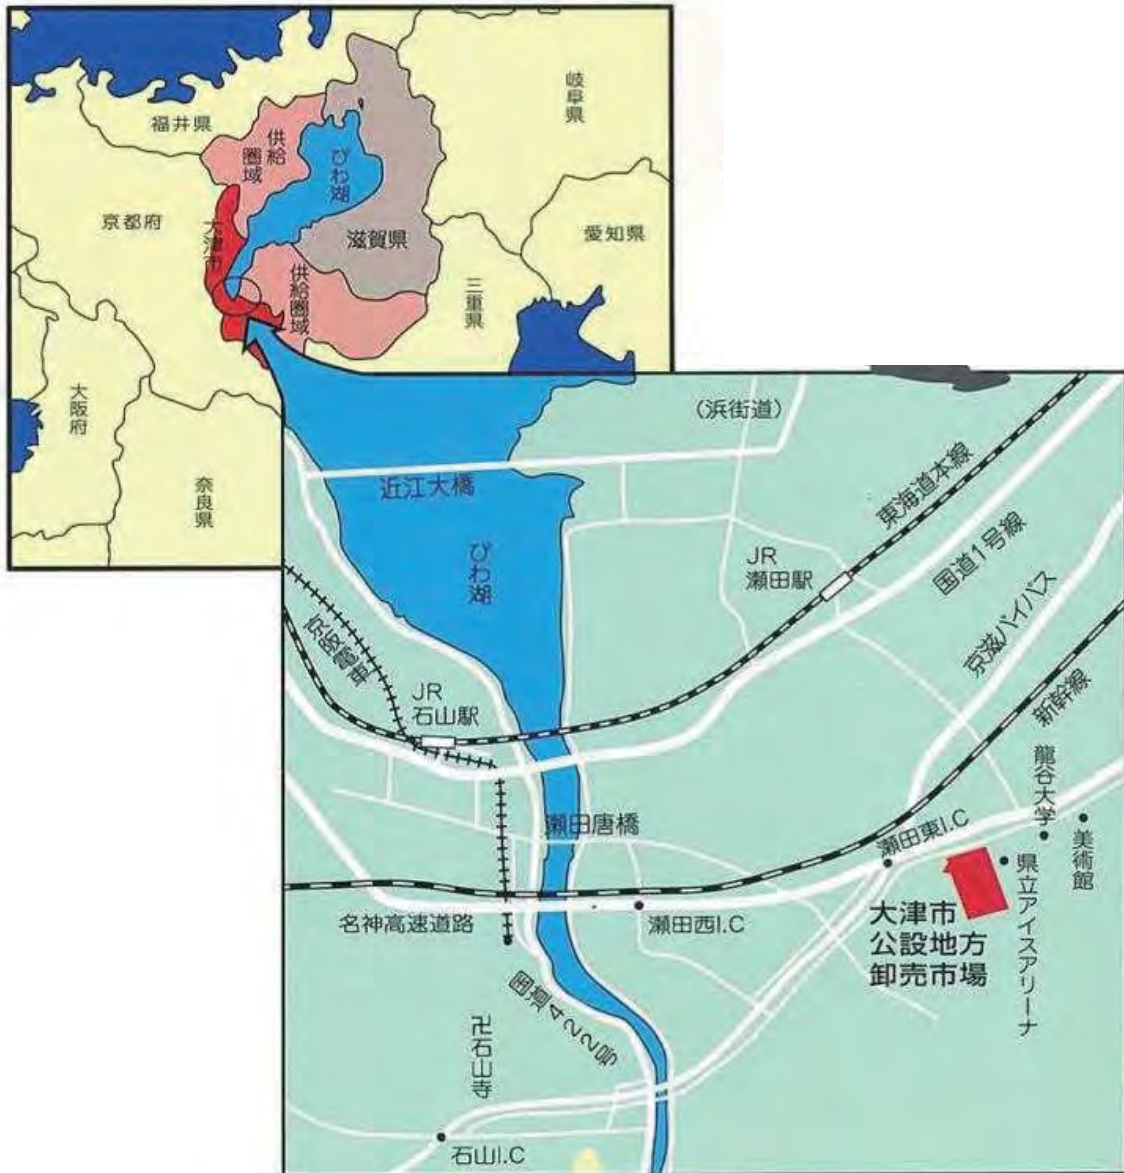 福井県
岐阜県
供給
圏域
びわ湖
京都府
大津市
滋賀県
愛知県
供給圏域
三重県
大阪府
奈良県
(浜街道)
近江大橋
東海道本線
びわ湖
JR
瀬田駅
国道1号線
京滋バイパス
京阪電車
JR
石山駅
新幹線
龍谷大学
瀬田唐橋
瀬田東I.C
美術館
県立アイスアリーナ
名神高速道路
瀬田西I.C
大津市
公設地方
卸売市場
国道422号
卍石山寺
石山I.C